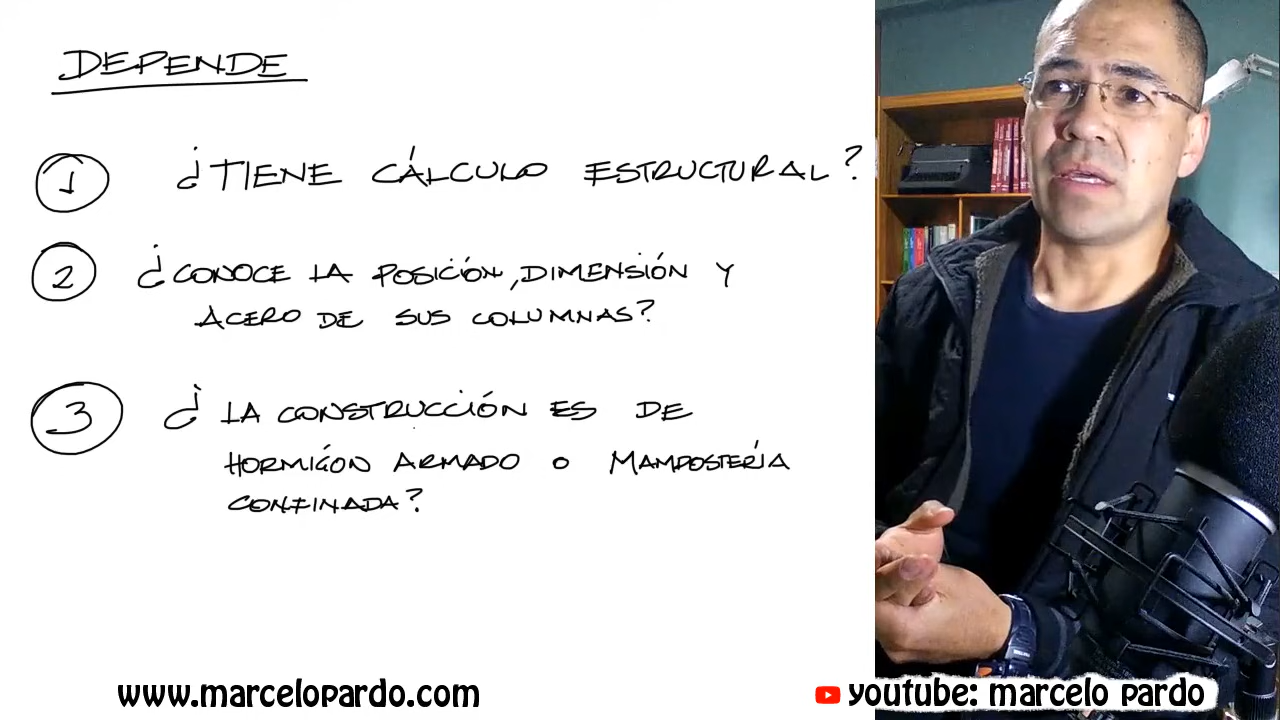 DEPENDE
1 ¿TIENE CÁLCULO ESTRUCTURAL?
2 ¿CONOCE LA POSICIÓN, DIMENSIÓN Y
ACERO DE SUS COLUMNAS?
3 ¿LA CONSTRUCCIÓN ES DE
HORMIGÓN ARMADO O MAMPOSTERÍA
CONFINADA?
www.marcelopardo.com
youtube: marcelo pardo